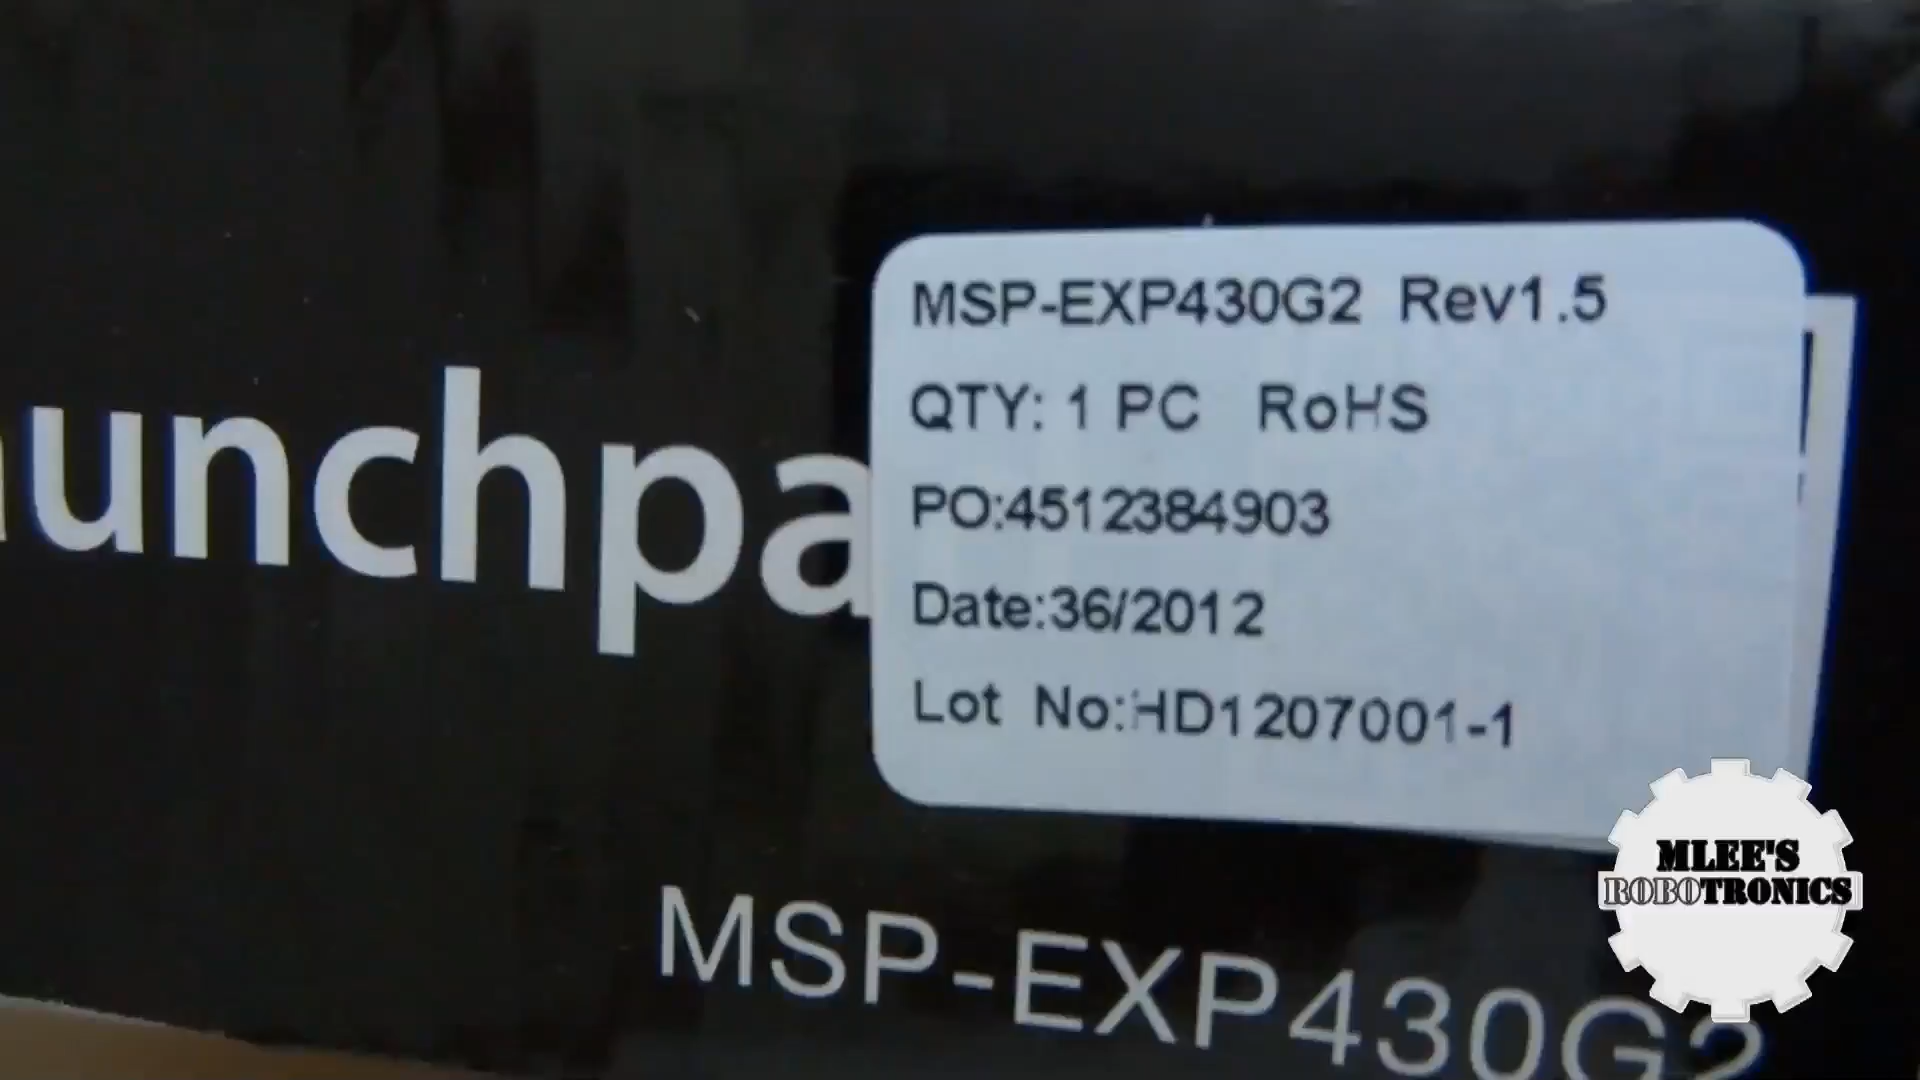 unchpa
MSP-EXP430G2 Rev1.5
QTY: 1 PC RoHS
PO:4512384903
Date:36/2012
Lot No:HD1207001-1
MSP-EXP430G2
MLEE'S
ROBOTRONICS